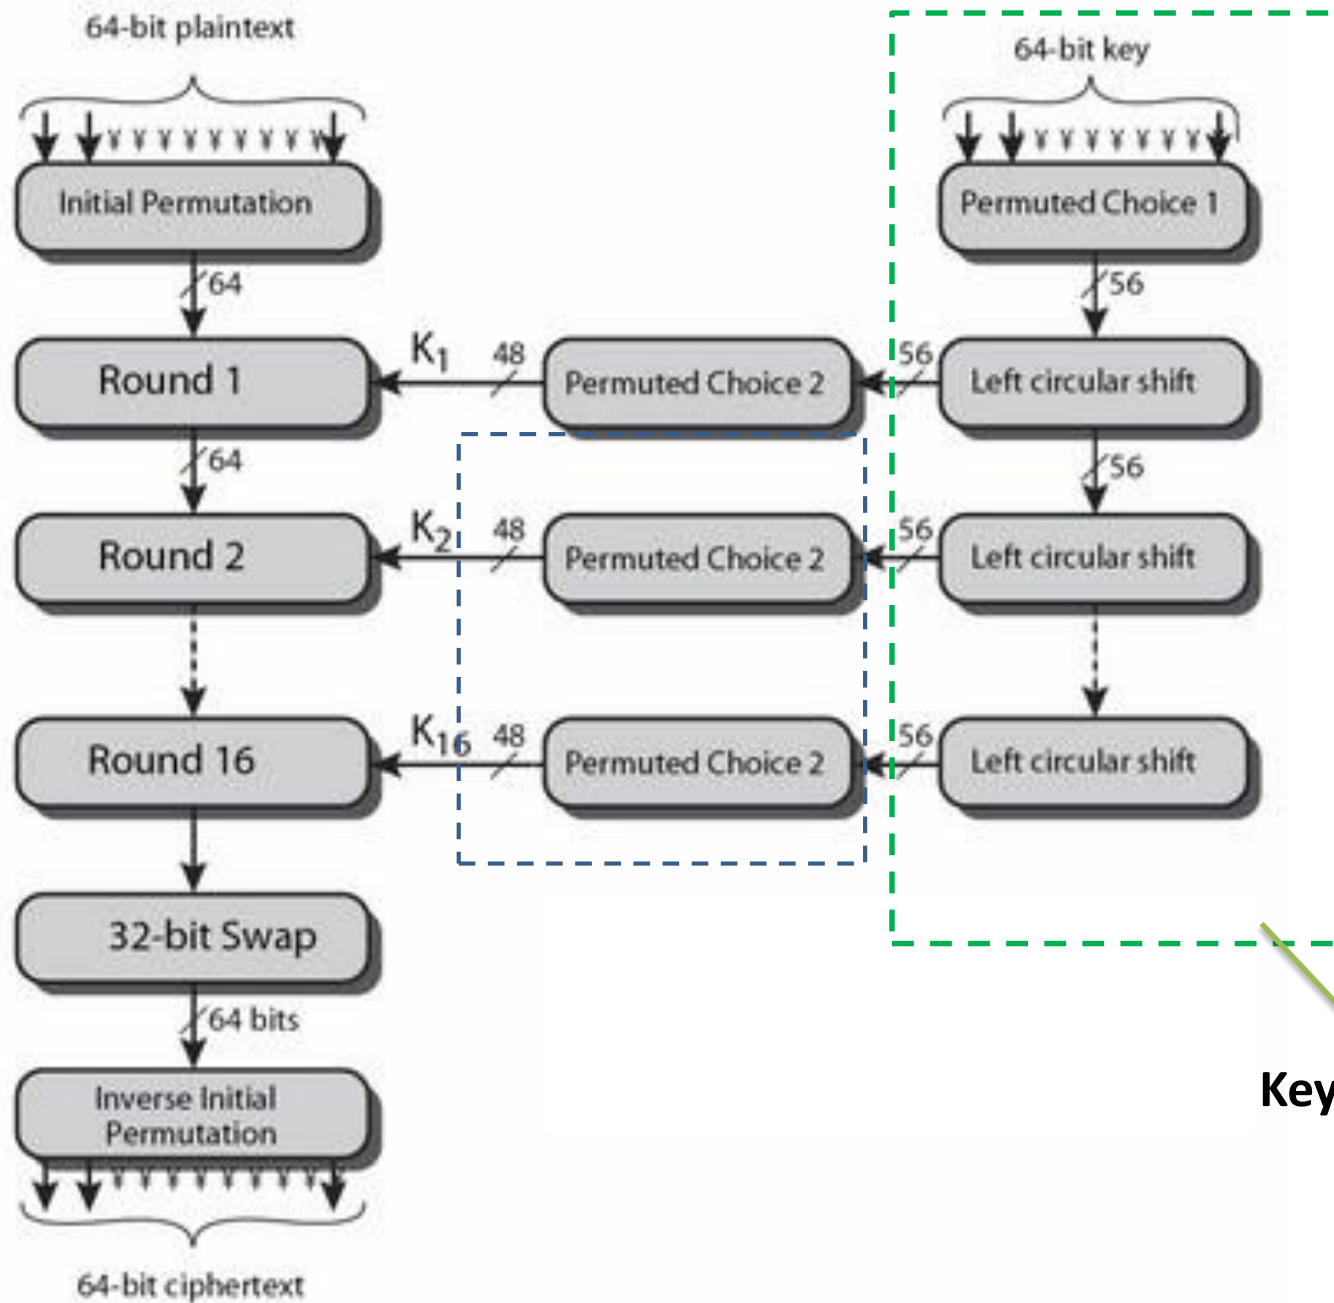 64-bit plaintext
64-bit key
Initial Permutation
Permuted Choice 1
64
56
Round 1
K1
48
Permuted Choice 2
56
Left circular shift
64
56
Round 2
K2
48
Permuted Choice 2
56
Left circular shift
Round 16
K16
48
Permuted Choice 2
56
Left circular shift
32-bit Swap
64 bits
Inverse Initial
Permutation
Key
64-bit ciphertext